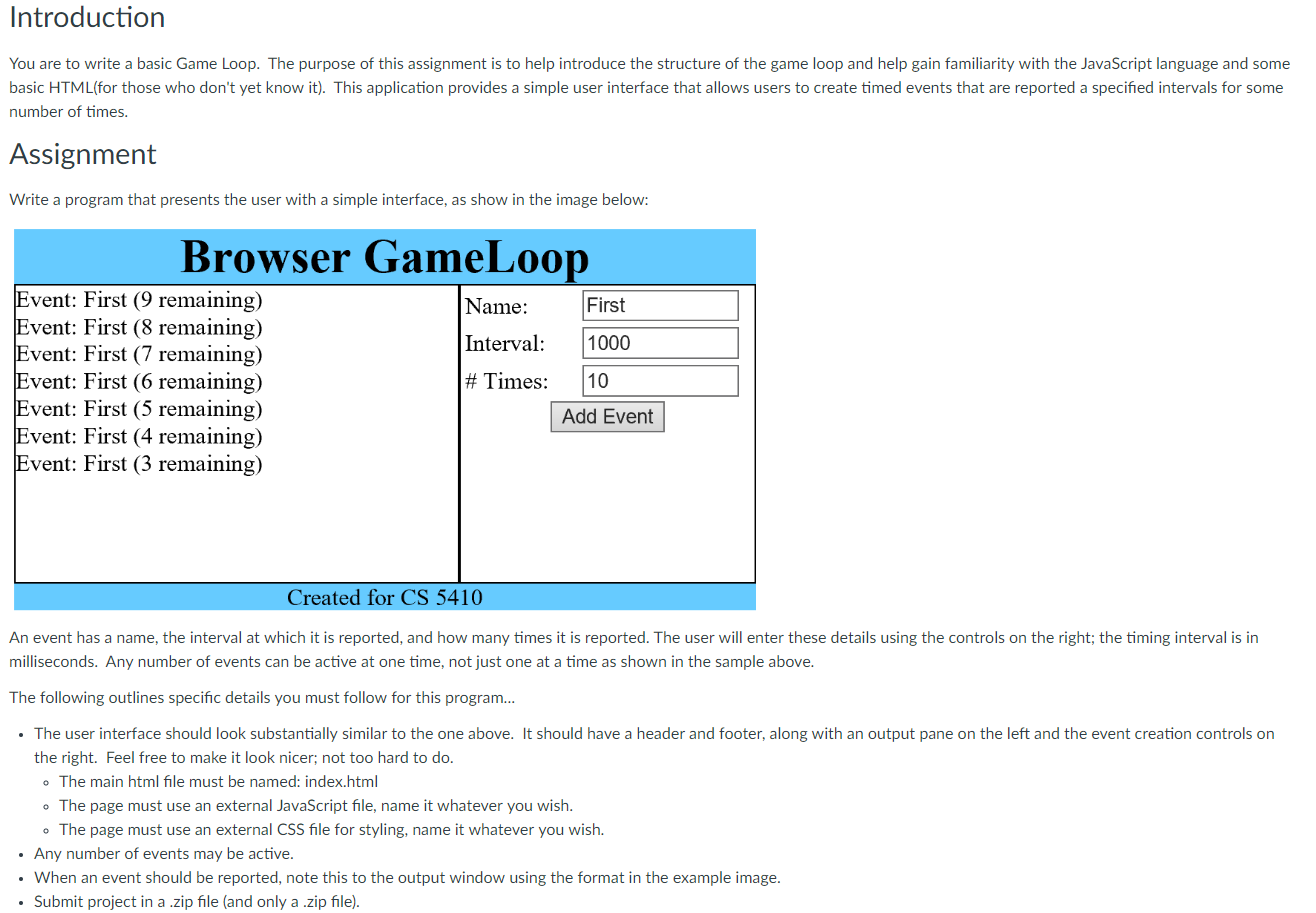 Introduction
You are to write a basic Game Loop.  The purpose of this assignment is to help introduce the structure of the game loop and help gain familiarity with the JavaScript language and some
basic HTML(for those who don't yet know it).  This application provides a simple user interface that allows users to create timed events that are reported a specified intervals for some
number of times.
Assignment
Write a program that presents the user with a simple interface, as show in the image below:
Browser GameLoop
Event: First (9 remaining)
Event: First (8 remaining)
Event: First (7 remaining)
Event: First (6 remaining)
Event: First (5 remaining)
Event: First (4 remaining)
Event: First (3 remaining)
Name: First
Interval: 1000
# Times: 10
Add Event
Created for CS 5410
An event has a name, the interval at which it is reported, and how many times it is reported. The user will enter these details using the controls on the right; the timing interval is in
milliseconds.  Any number of events can be active at one time, not just one at a time as shown in the sample above.
The following outlines specific details you must follow for this program...
• The user interface should look substantially similar to the one above.  It should have a header and footer, along with an output pane on the left and the event creation controls on
the right.  Feel free to make it look nicer; not too hard to do.
◦ The main html file must be named: index.html
◦ The page must use an external JavaScript file, name it whatever you wish.
◦ The page must use an external CSS file for styling, name it whatever you wish.
• Any number of events may be active.
• When an event should be reported, note this to the output window using the format in the example image.
• Submit project in a .zip file (and only a .zip file).